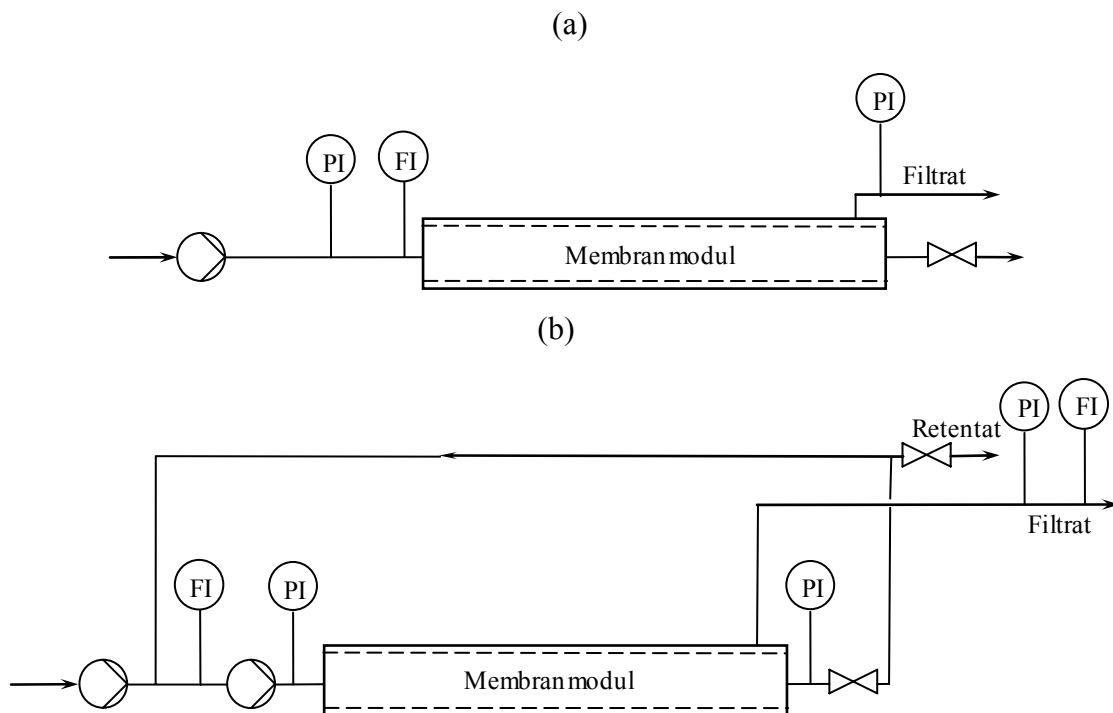 (a)
PI
PI
FI
Filtrat
Membran modul
(b)
PI
FI
Retentat
Filtrat
FI
PI
PI
Membran modul